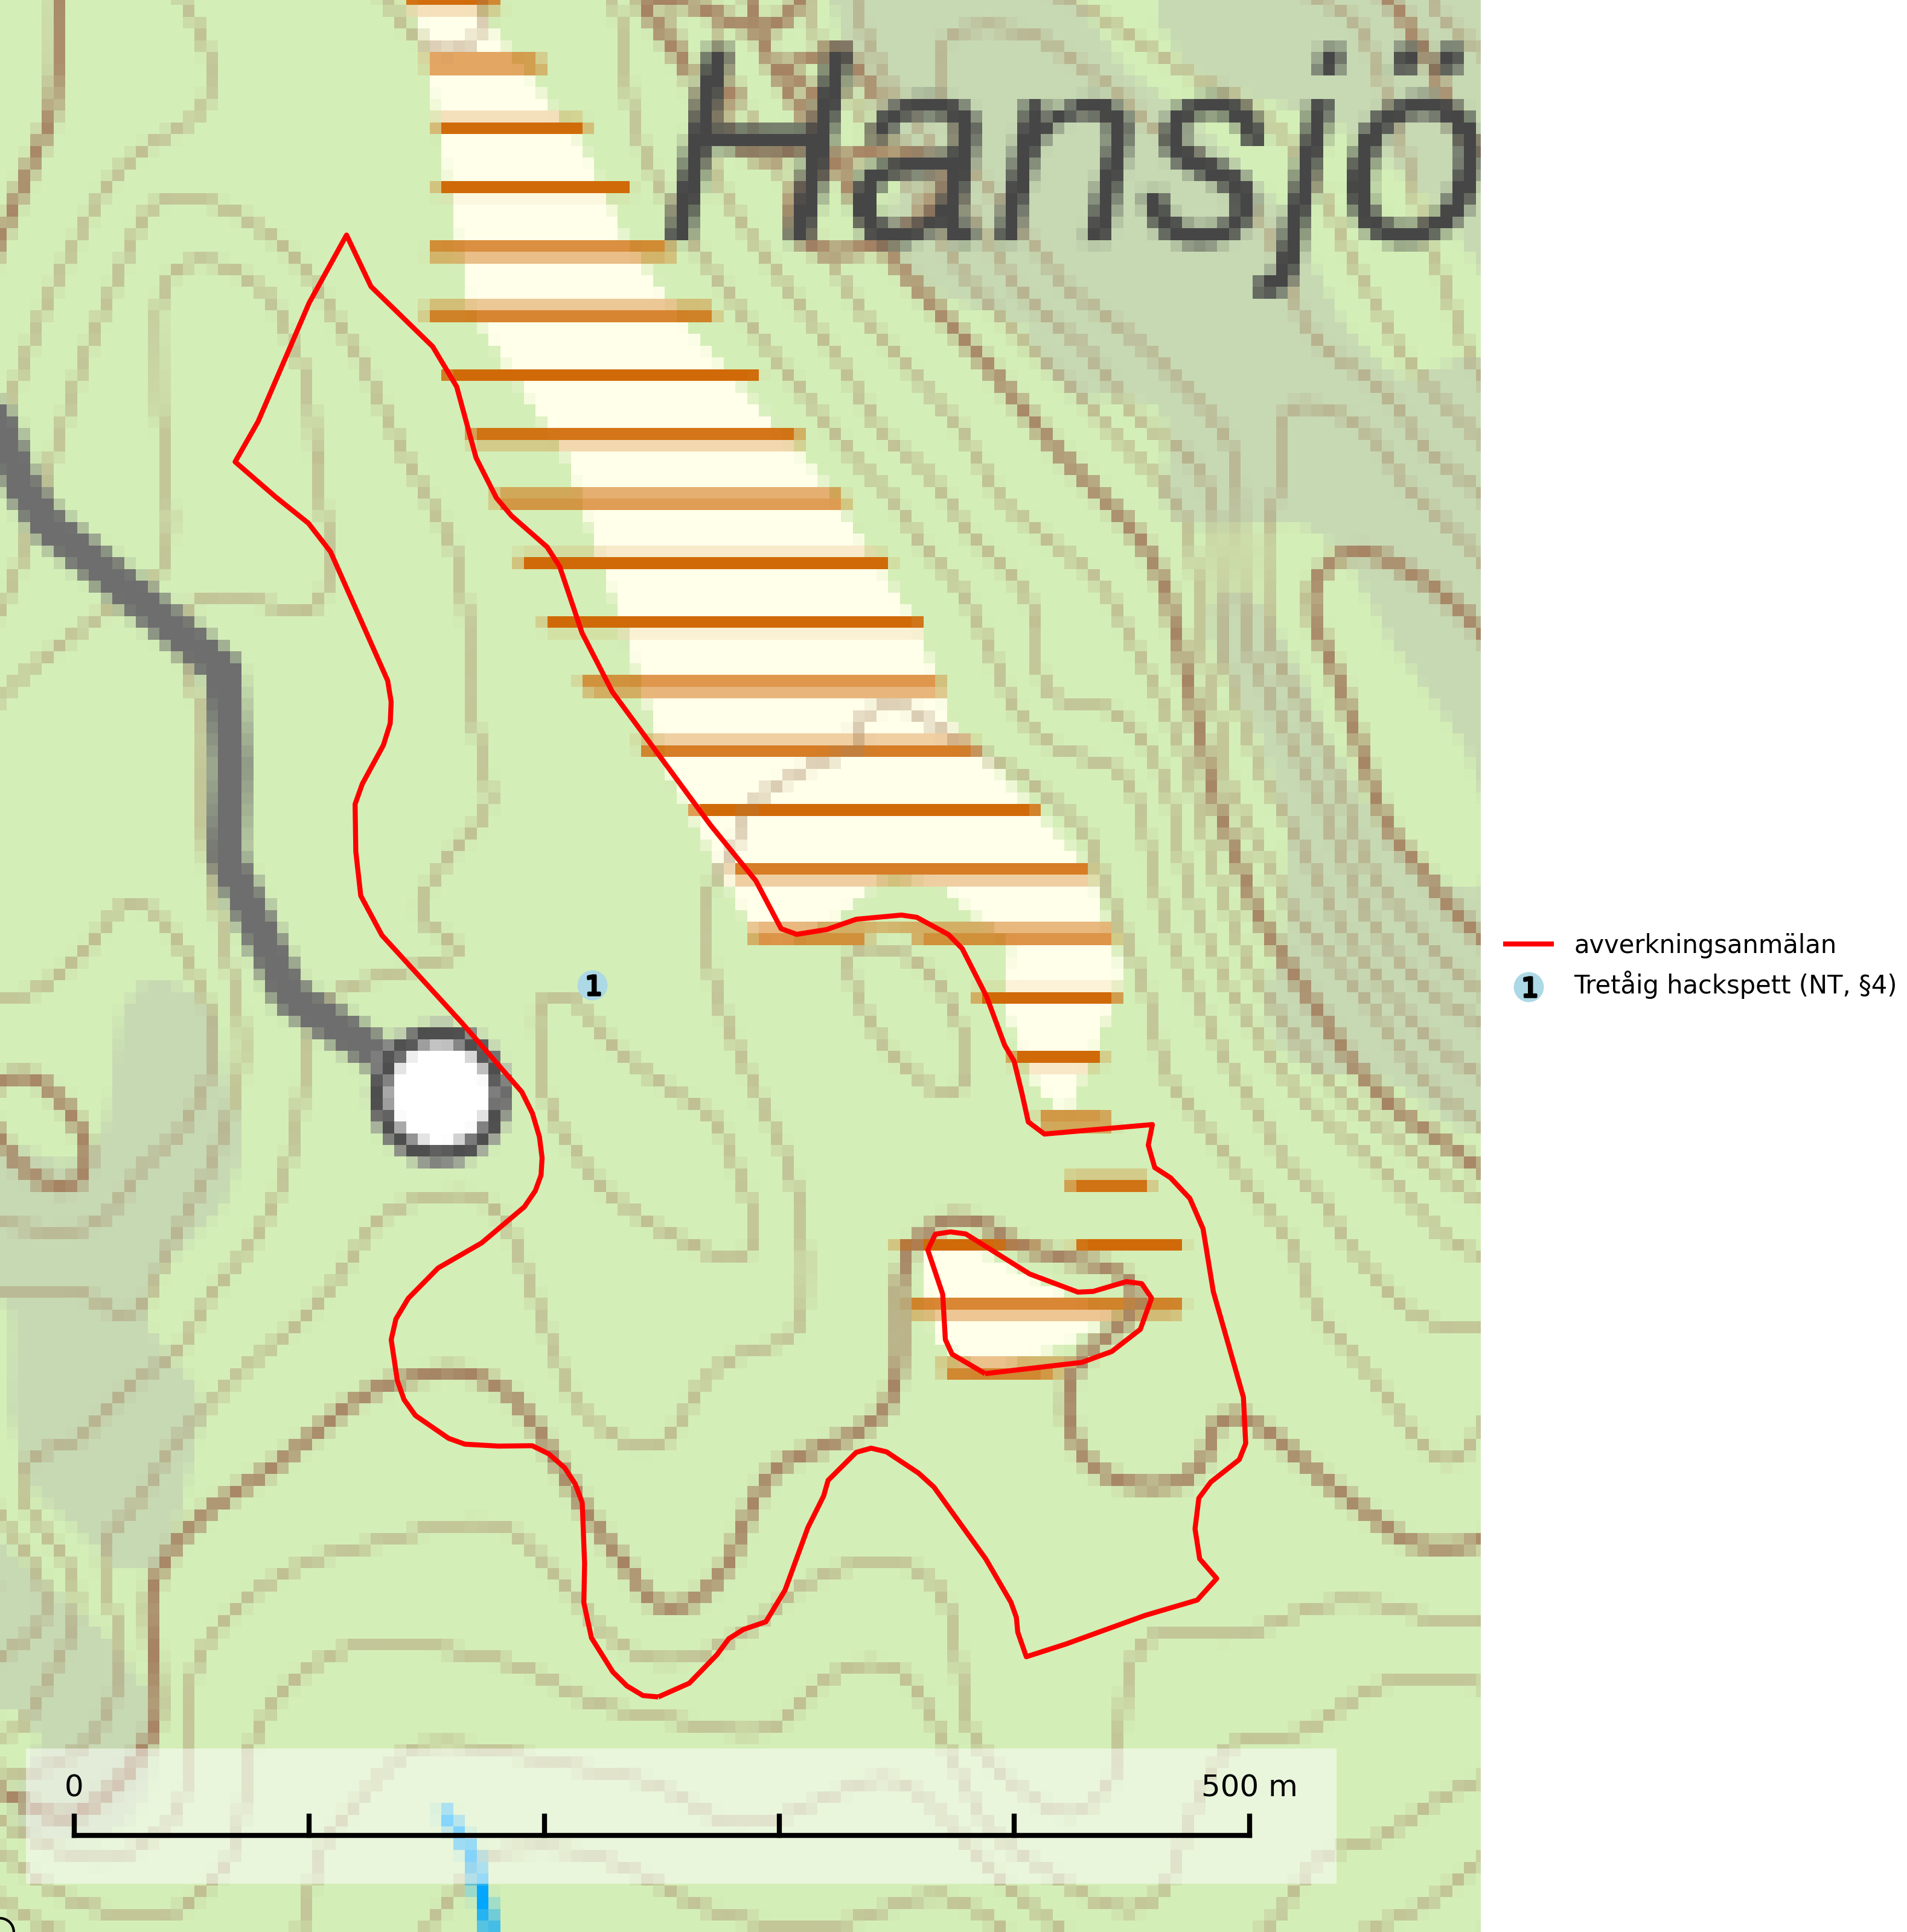 Hansjö
1
avverkningsanmälan
1 Tretåig hackspett (NT, §4)
0 500 m